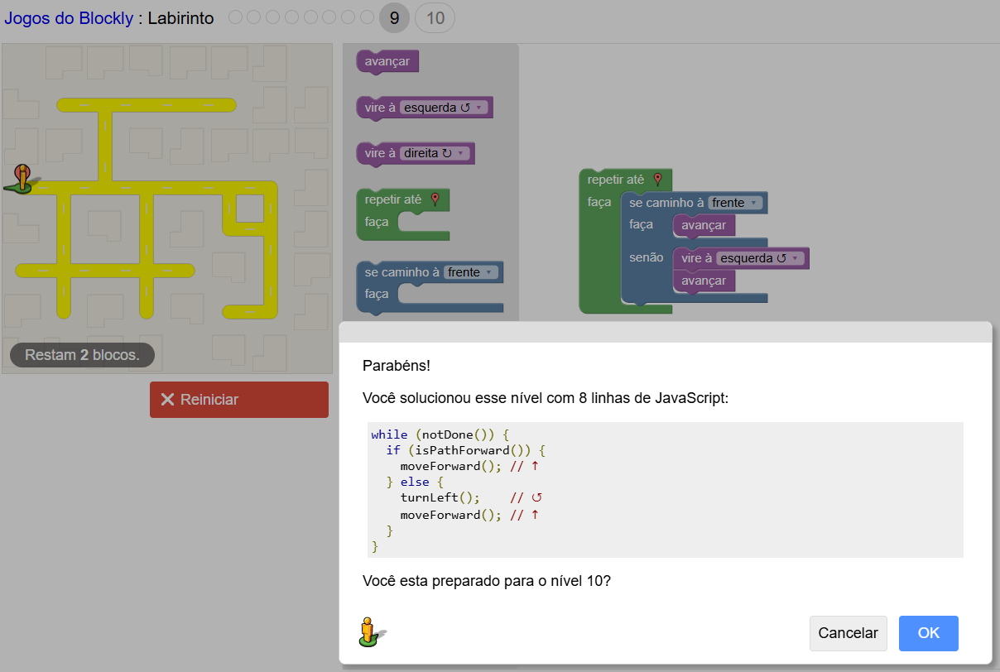 Jogos do Blockly : Labirinto 9 10
avançar
vire à esquerda ↺ ▾
vire à direita ↻ ▾
repetir até
faça
se caminho à frente ▾
faça
repetir até
faça
se caminho à frente ▾
faça
avançar
senão
vire à esquerda ↺ ▾
avançar
Restam 2 blocos.
Reiniciar
Parabéns!
Você solucionou esse nível com 8 linhas de JavaScript:
while (notDone()) {
  if (isPathForward()) {
    moveForward(); // ↑
  } else {
    turnLeft();    // ↺
    moveForward(); // ↑
  }
}
Você esta preparado para o nível 10?
Cancelar
OK